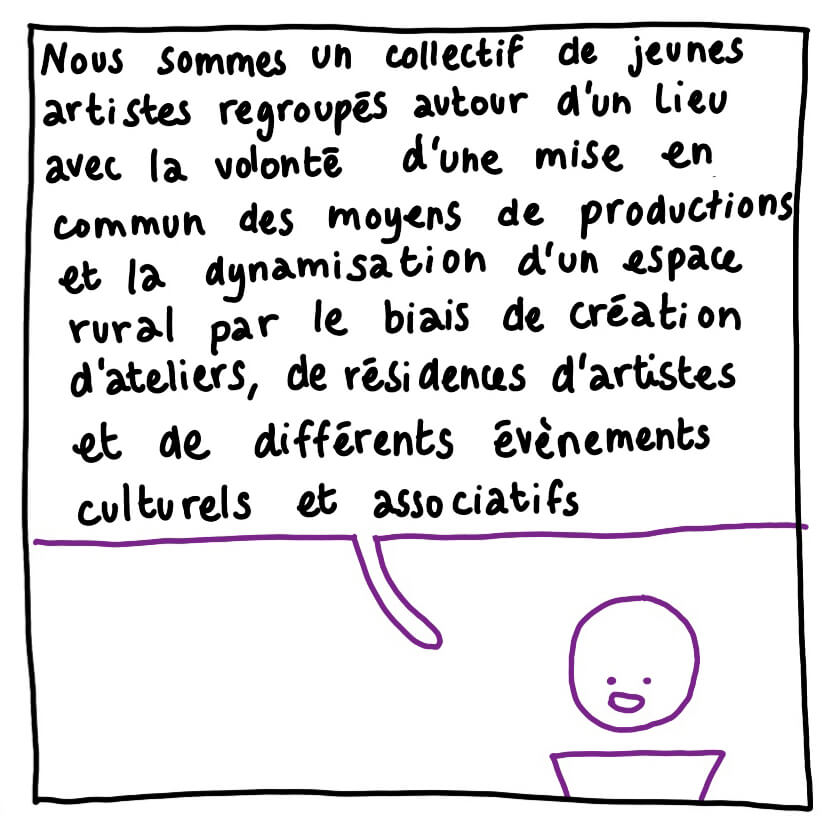 Nous sommes un collectif de jeunes
artistes regroupés autour d'un lieu
avec la volonté d'une mise en
commun des moyens de productions
et la dynamisation d'un espace
rural par le biais de création
d'ateliers, de résidences d'artistes
et de différents évènements
culturels et associatifs